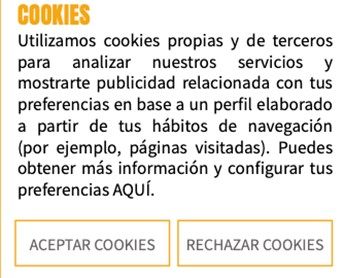 COOKIES
Utilizamos cookies propias y de terceros
para analizar nuestros servicios y
mostrarte publicidad relacionada con tus
preferencias en base a un perfil elaborado
a partir de tus hábitos de navegación
(por ejemplo, páginas visitadas). Puedes
obtener más información y configurar tus
preferencias AQUÍ.
ACEPTAR COOKIES
RECHAZAR COOKIES